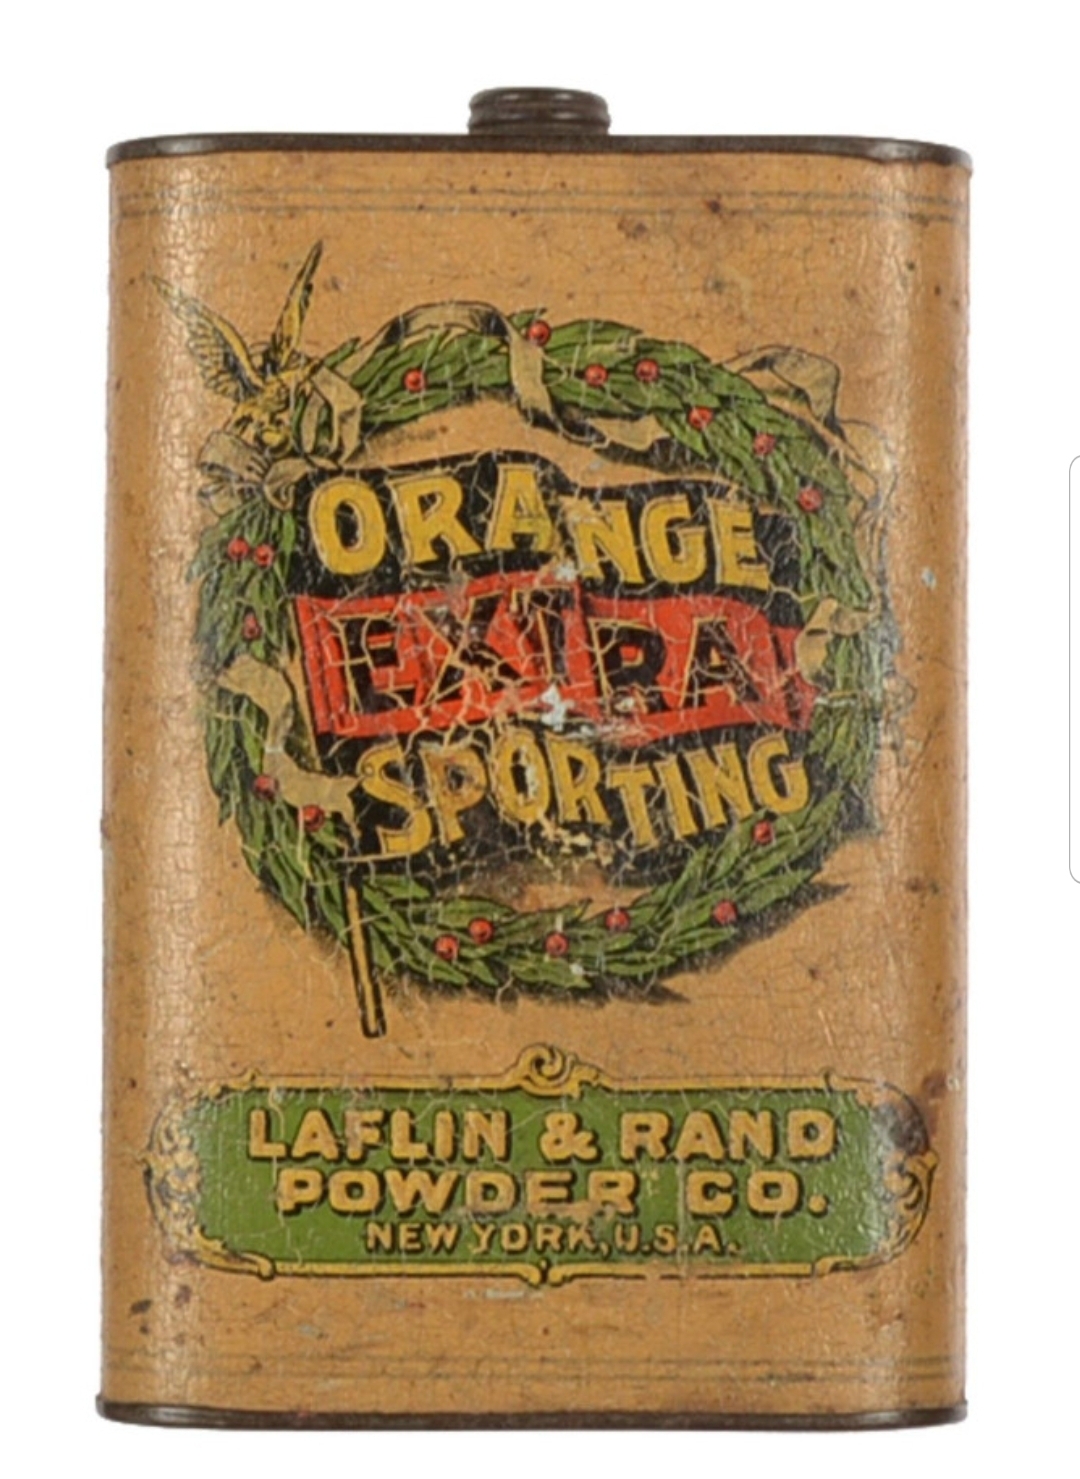 ORANGE
EXTRA
SPORTING
LAFLIN & RAND
POWDER CO.
NEW YORK, U.S.A.